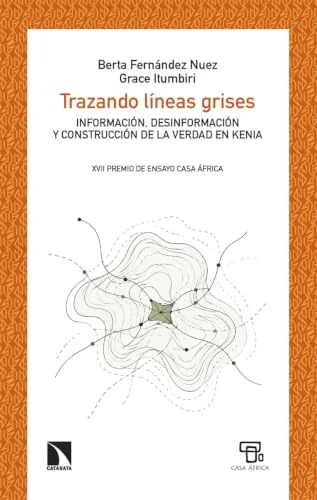 Berta Fernández Nuez
Grace Itumbiri
Trazando líneas grises
INFORMACIÓN, DESINFORMACIÓN
Y CONSTRUCCIÓN DE LA VERDAD EN KENIA
XVII PREMIO DE ENSAYO CASA ÁFRICA
CATARATA
CASA ÁFRICA